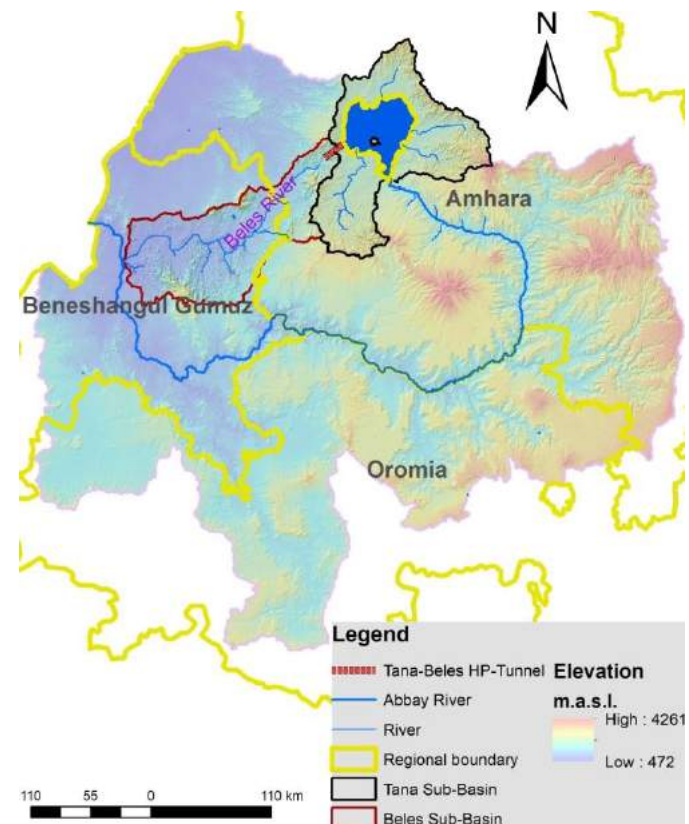 N
Amhara
Beles River
Beneshangul Gumuz
Oromia
Legend
Tana-Beles HP-Tunnel
Abbay River
River
Regional boundary
Tana Sub-Basin
Beles Sub-Basin
Elevation
m.a.s.l.
High : 4261
Low : 472
110 55 0 110 km